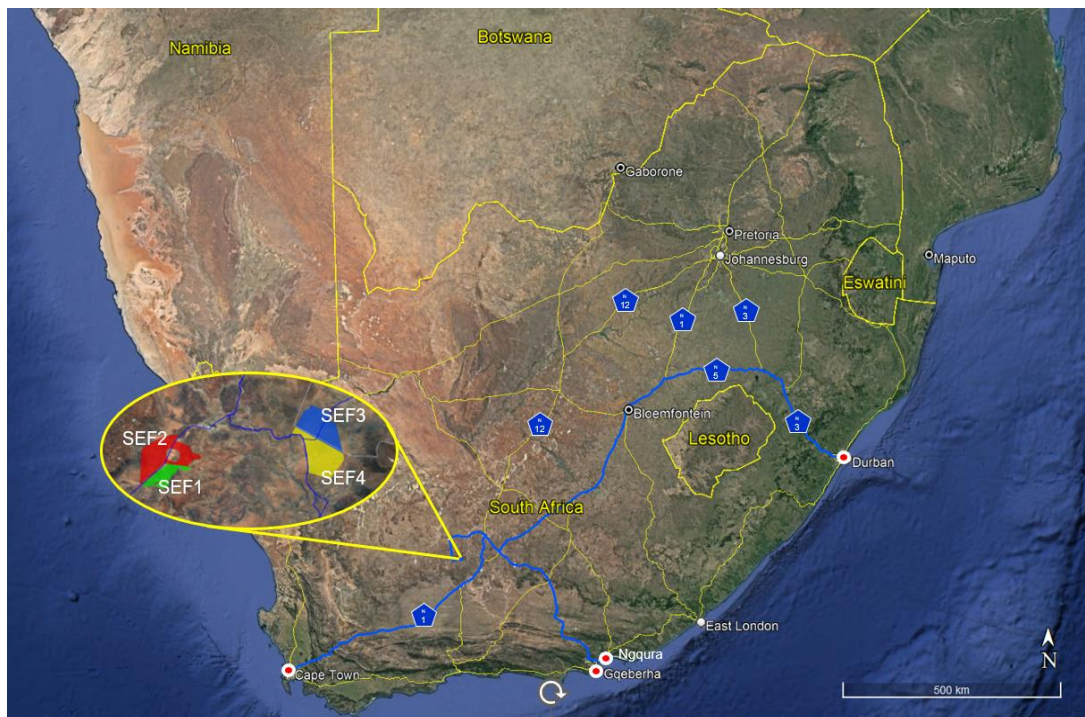 Namibia
Botswana
Gaborone
Pretoria
Johannesburg
Maputo
Eswatini
N
12
N
1
N
3
N
5
Bloemfontein
SEF3
SEF2
N
12
Lesotho
N
3
Durban
SEF4
SEF1
South Africa
N
1
East London
Ngqura
Cape Town
Gqeberha
N
500 km